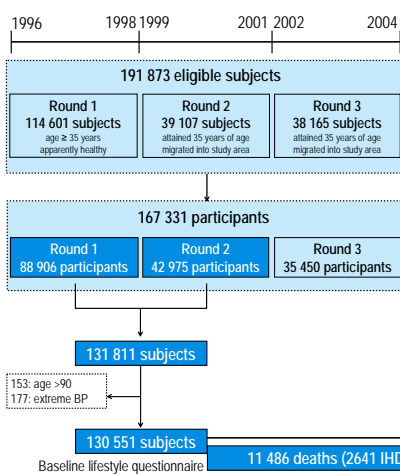 1996 1998 1999 2001 2002 2004
191 873 eligible subjects
Round 1
114 601 subjects
age ≥ 35 years
apparently healthy
Round 2
39 107 subjects
attained 35 years of age
migrated into study area
Round 3
38 165 subjects
attained 35 years of age
migrated into study area
167 331 participants
Round 1
88 906 participants
Round 2
42 975 participants
Round 3
35 450 participants
131 811 subjects
153: age >90
177: extreme BP
130 551 subjects
Baseline lifestyle questionnaire
11 486 deaths (2641 IHD